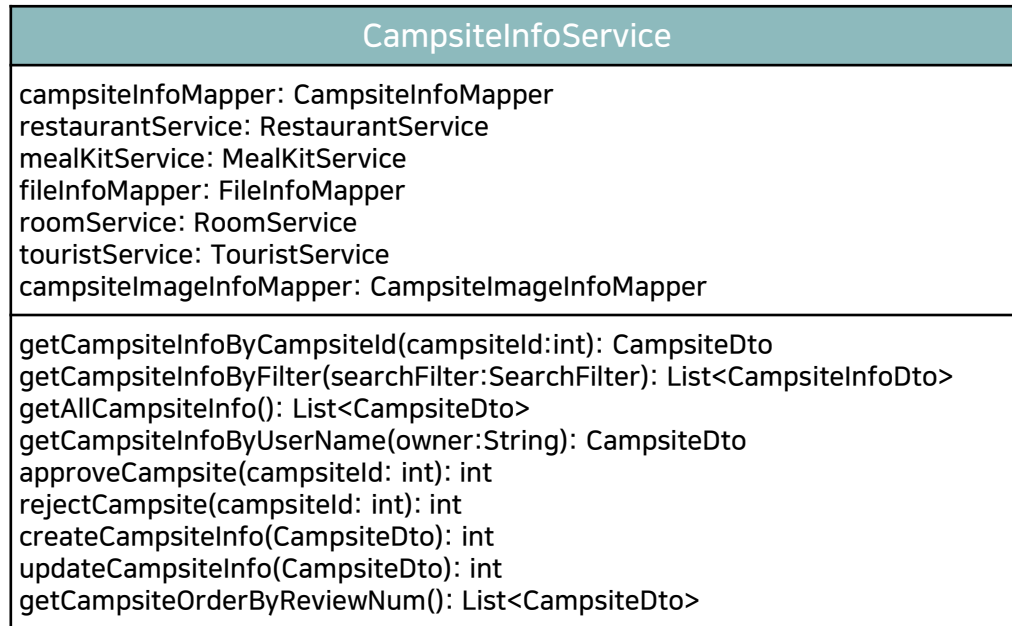 CampsiteInfoService
campsiteInfoMapper: CampsiteInfoMapper
restaurantService: RestaurantService
mealKitService: MealKitService
fileInfoMapper: FileInfoMapper
roomService: RoomService
touristService: TouristService
campsiteImageInfoMapper: CampsiteImageInfoMapper
getCampsiteInfoByCampsiteId(campsiteId:int): CampsiteDto
getCampsiteInfoByFilter(searchFilter:SearchFilter): List<CampsiteInfoDto>
getAllCampsiteInfo(): List<CampsiteDto>
getCampsiteInfoByUserName(owner:String): CampsiteDto
approveCampsite(campsiteId: int): int
rejectCampsite(campsiteId: int): int
createCampsiteInfo(CampsiteDto): int
updateCampsiteInfo(CampsiteDto): int
getCampsiteOrderByReviewNum(): List<CampsiteDto>